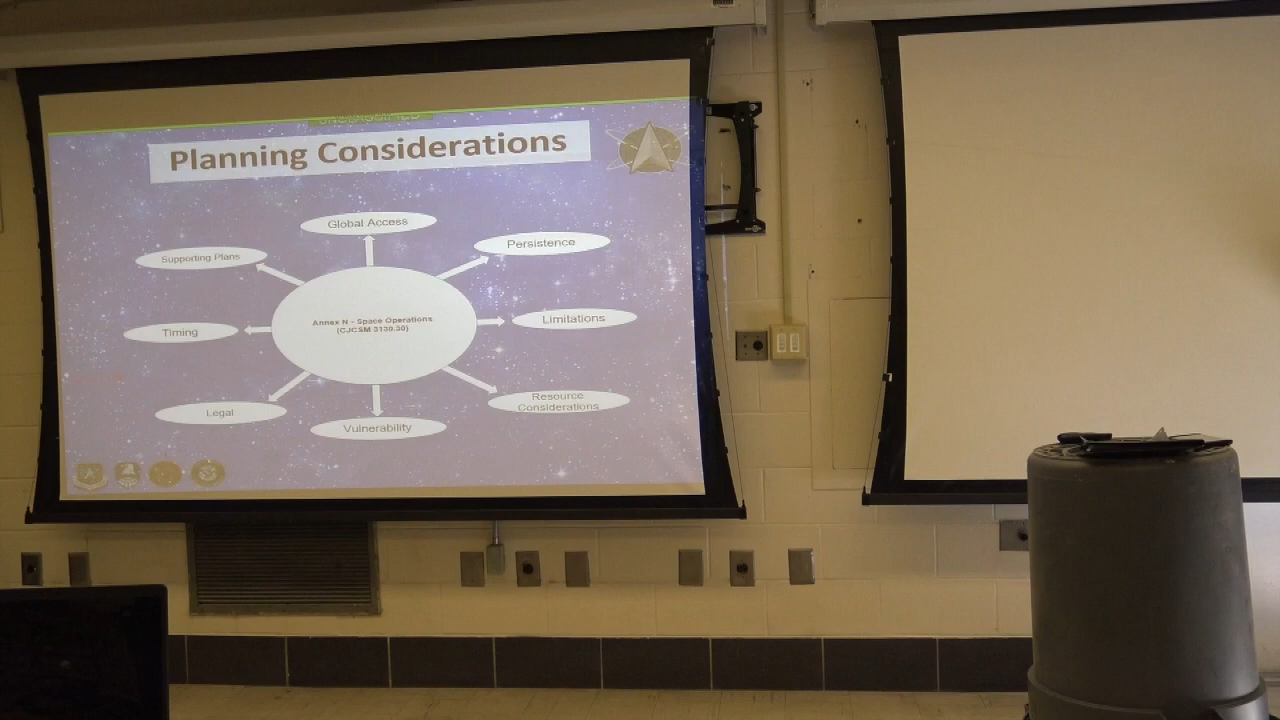 UNCLASSIFIED
Planning Considerations
Global Access
Persistence
Supporting Plans
Annex N - Space Operations
(CJCSM 3130.30)
Limitations
Timing
Resource
Considerations
Legal
Vulnerability